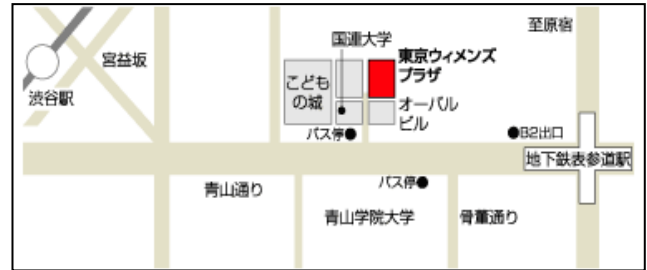 至原宿
国連大学
宮益坂
東京ウィメンズ
プラザ
こども
の城
渋谷駅
オーバル
ビル
バス停●
●B2出口
地下鉄表参道駅
青山通り
バス停●
青山学院大学
骨董通り